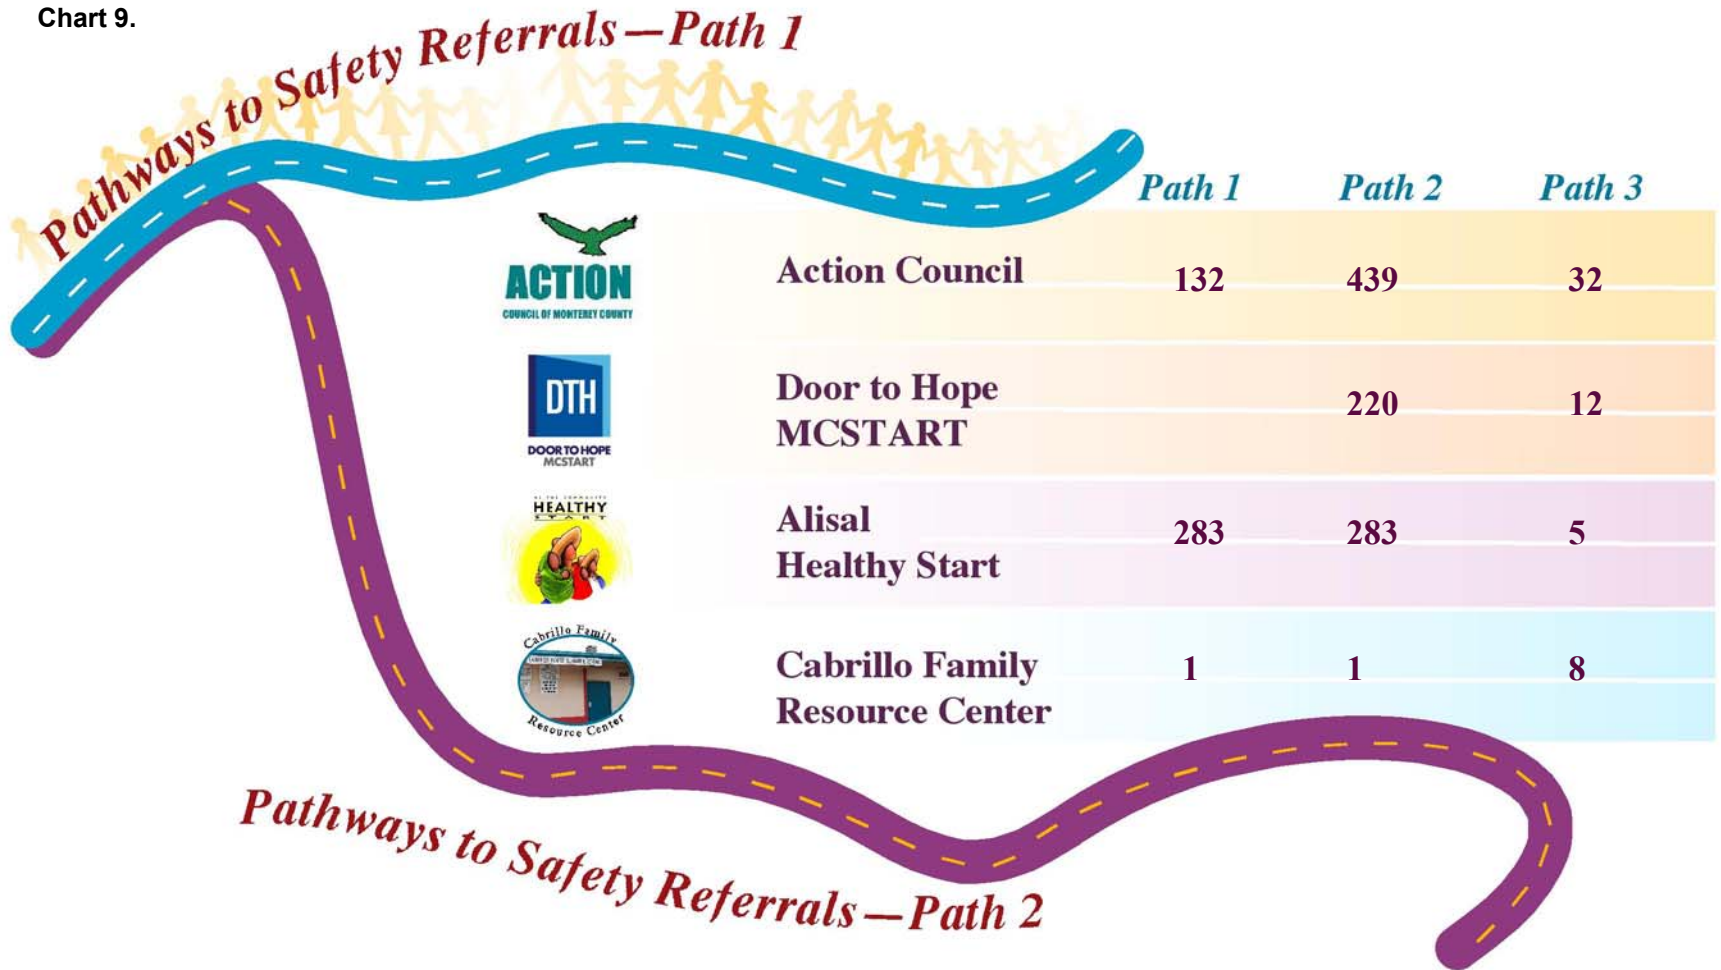 Chart 9.
Pathways to Safety Referrals—Path 1
Path 1 Path 2 Path 3
ACTION
COUNCIL OF MONTEREY COUNTY
Action Council 132 439 32
DTH
DOOR TO HOPE
MCSTART
Door to Hope
MCSTART
220 12
HEALTHY
START
Alisal
Healthy Start
283 283 5
Cabrillo Family
Resource Center
Cabrillo Family
Resource Center
1 1 8
Pathways to Safety Referrals—Path 2